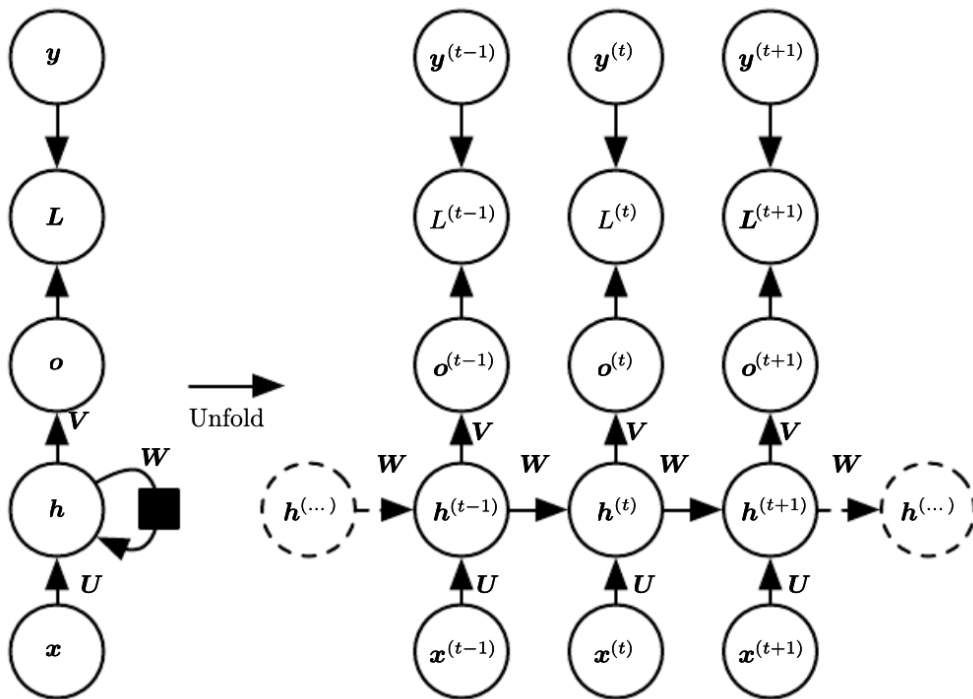 y y^(t−1) y^(t) y^(t+1)
L L^(t−1) L^(t) L^(t+1)
o o^(t−1) o^(t) o^(t+1)
Unfold
V V V V
W W W W W
h h^(...) h^(t−1) h^(t) h^(t+1) h^(...)
U U U U
x x^(t−1) x^(t) x^(t+1)